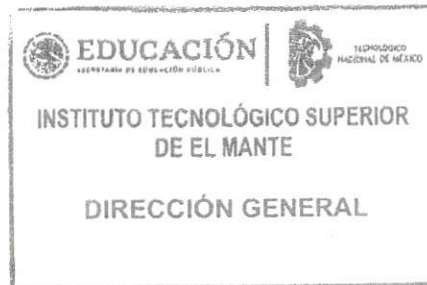 EDUCACIÓN
SECRETARÍA DE EDUCACIÓN PÚBLICA
TECNOLÓGICO
NACIONAL DE MÉXICO
INSTITUTO TECNOLÓGICO SUPERIOR
DE EL MANTE
DIRECCIÓN GENERAL